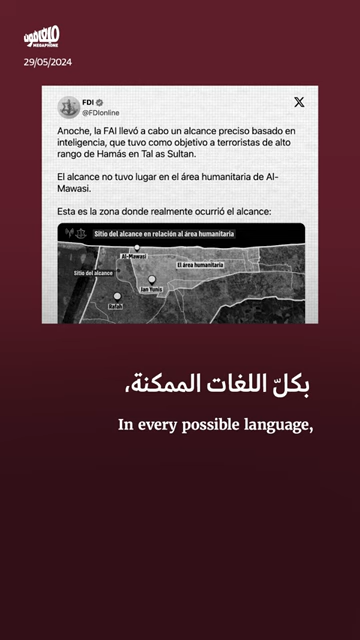 ميغافون
MEGAPHONE
29/05/2024
FDI
@FDIonline
X
Anoche, la FAI llevó a cabo un alcance preciso basado en
inteligencia, que tuvo como objetivo a terroristas de alto
rango de Hamás en Tal as Sultan.
El alcance no tuvo lugar en el área humanitaria de Al-
Mawasi.
Esta es la zona donde realmente ocurrió el alcance:
Sitio del alcance en relación al área humanitaria
Al-Mawasi
El área humanitaria
Sitio del alcance
Jan Yunis
Rafah
بكلّ اللغات الممكنة،
In every possible language,